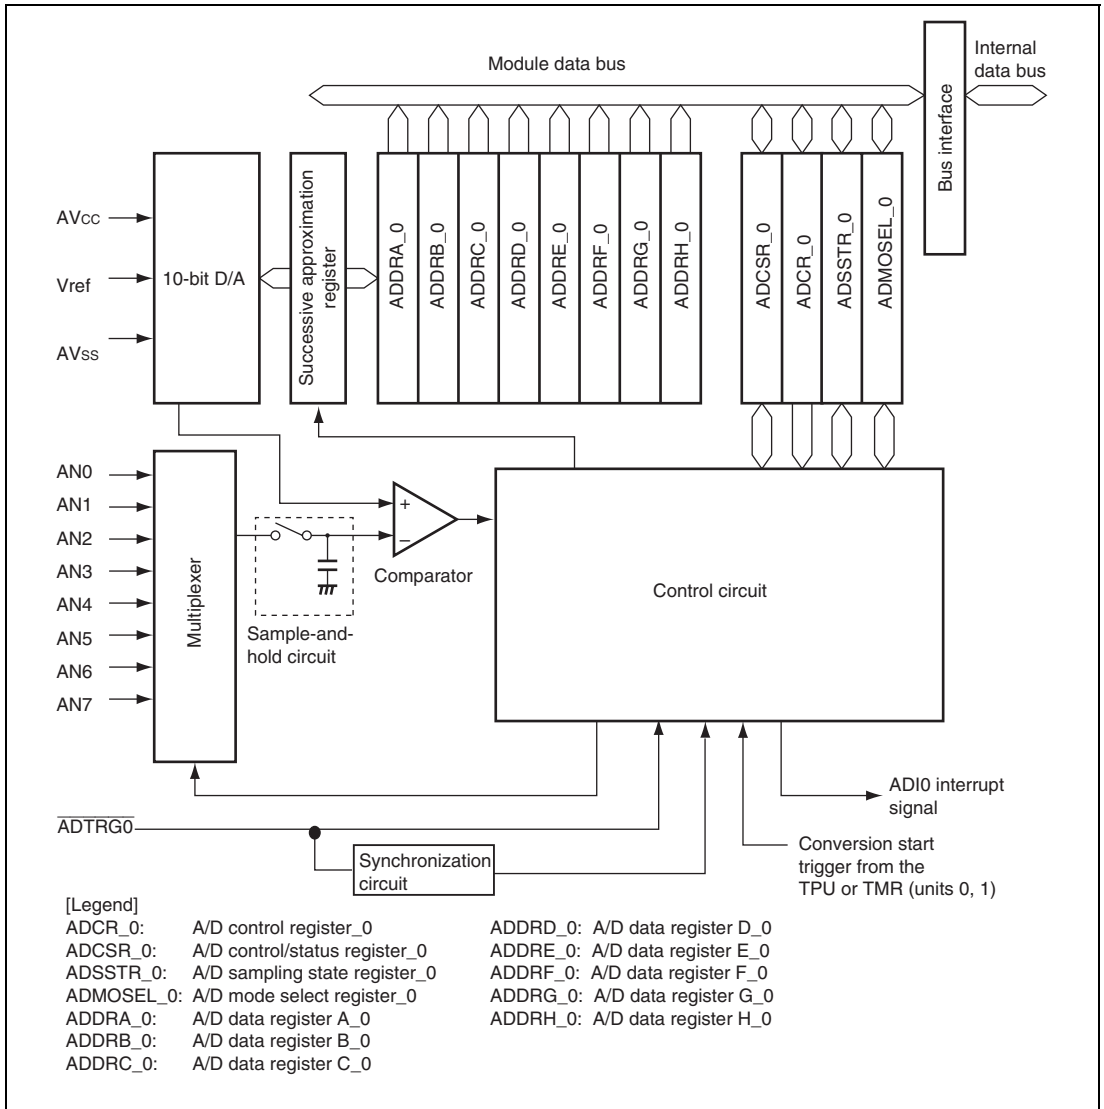 Module data bus
Internal
data bus
Bus interface
AVCC
Vref
AVSS
10-bit D/A
Successive approximation
register
ADDRA_0
ADDRB_0
ADDRC_0
ADDRD_0
ADDRE_0
ADDRF_0
ADDRG_0
ADDRH_0
ADCSR_0
ADCR_0
ADSSTR_0
ADMOSEL_0
AN0
AN1
AN2
AN3
AN4
AN5
AN6
AN7
Multiplexer
+
–
Comparator
Sample-and-
hold circuit
Control circuit
ADI0 interrupt
signal
ADTRG0
Synchronization
circuit
Conversion start
trigger from the
TPU or TMR (units 0, 1)
[Legend]
ADCR_0: A/D control register_0
ADCSR_0: A/D control/status register_0
ADSSTR_0: A/D sampling state register_0
ADMOSEL_0: A/D mode select register_0
ADDRA_0: A/D data register A_0
ADDRB_0: A/D data register B_0
ADDRC_0: A/D data register C_0
ADDRD_0: A/D data register D_0
ADDRE_0: A/D data register E_0
ADDRF_0: A/D data register F_0
ADDRG_0: A/D data register G_0
ADDRH_0: A/D data register H_0